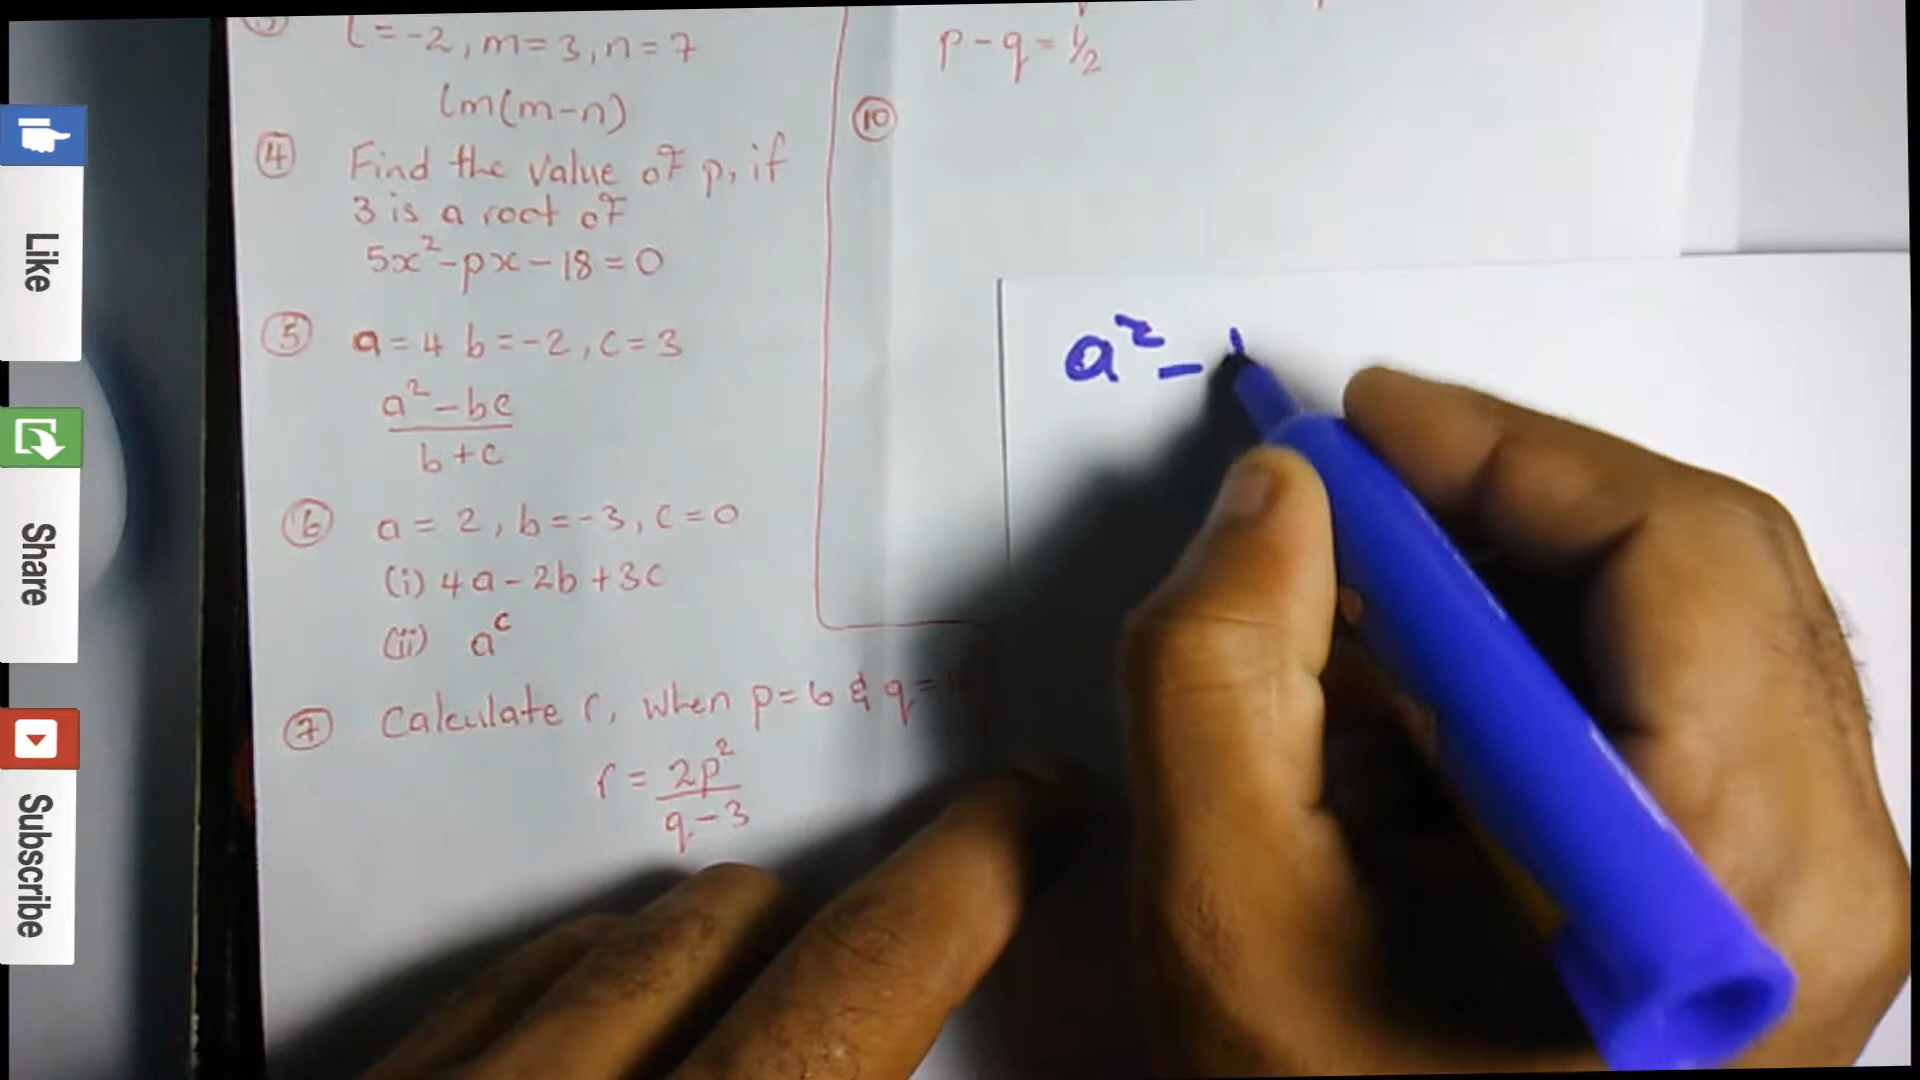 l=-2, m=3, n=7
lm(m-n)
④ Find the value of p, if
3 is a root of
5x²-px-18=0
⑤ a=4 b=-2, c=3
a²-bc
b+c
⑥ a=2, b=-3, c=0
(i) 4a-2b+3c
(ii) aᶜ
⑦ Calculate r, when p=6 & q=
r = 2p²
q-3
p-q=½
⑩
a²-
Like
Share
Subscribe